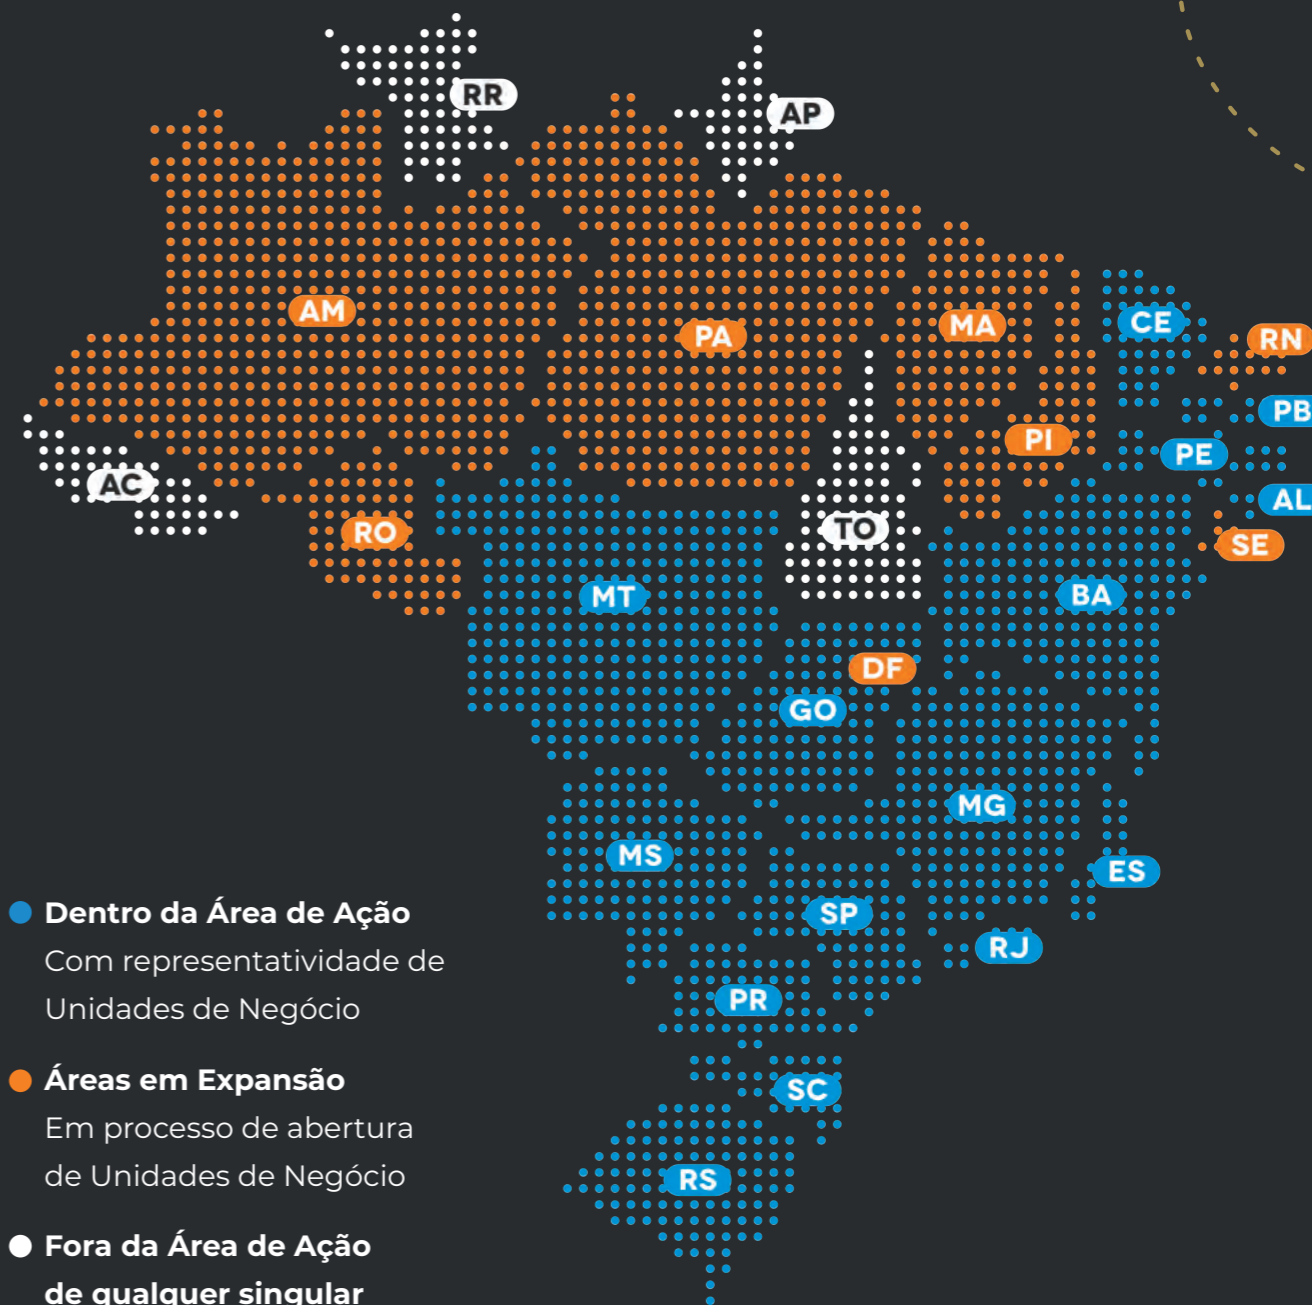 RR
AP
AM
PA
MA
CE
RN
PB
PI
PE
AC
AL
RO
TO
SE
MT
BA
DF
GO
MG
MS
ES
SP
RJ
PR
SC
RS
Dentro da Área de Ação
Com representatividade de
Unidades de Negócio
Áreas em Expansão
Em processo de abertura
de Unidades de Negócio
Fora da Área de Ação
de qualquer singular